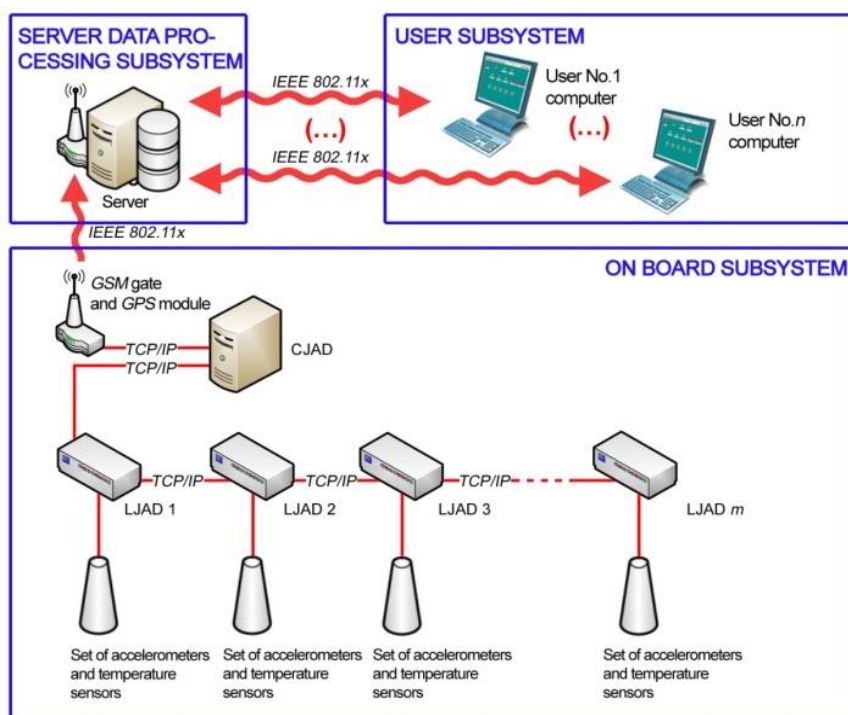 SERVER DATA PRO-
CESSING SUBSYSTEM
Server
IEEE 802.11x
(...)
IEEE 802.11x
USER SUBSYSTEM
User No.1
computer
(...)
User No.n
computer
IEEE 802.11x
ON BOARD SUBSYSTEM
GSM gate
and GPS module
TCP/IP
TCP/IP
CJAD
TCP/IP
TCP/IP
TCP/IP
LJAD 1
LJAD 2
LJAD 3
LJAD m
Set of accelerometers
and temperature
sensors
Set of accelerometers
and temperature
sensors
Set of accelerometers
and temperature
sensors
Set of accelerometers
and temperature
sensors